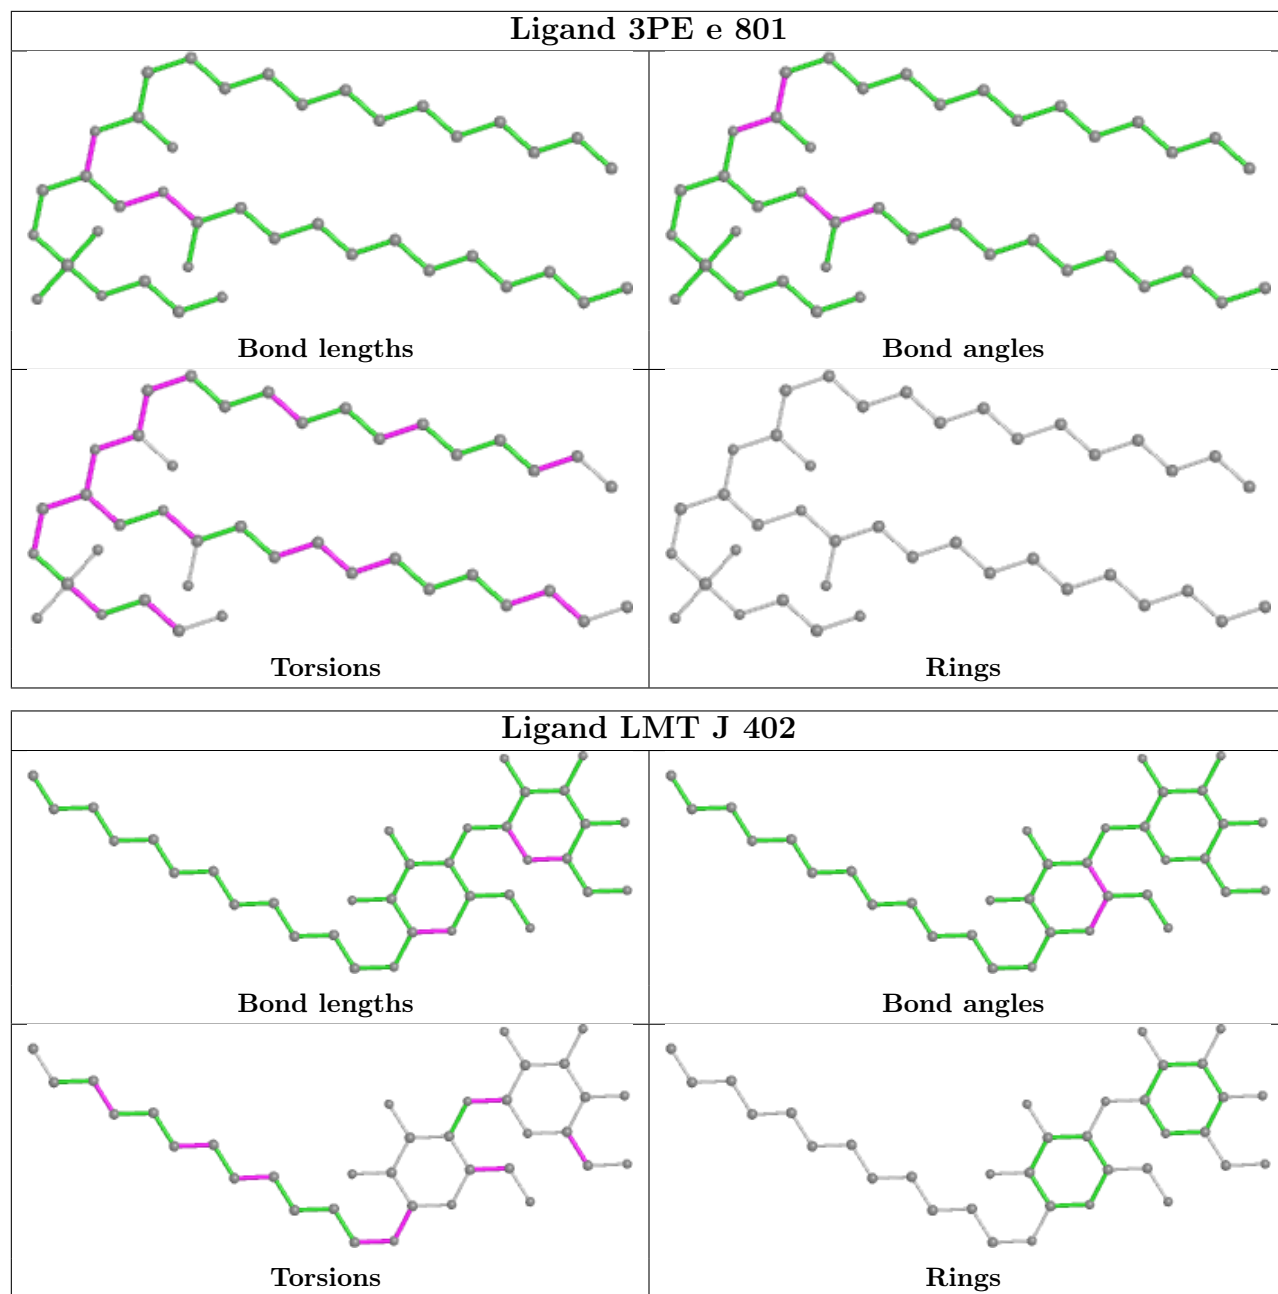 Ligand 3PE e 801
Bond lengths
Bond angles
Torsions
Rings
Ligand LMT J 402
Bond lengths
Bond angles
Torsions
Rings